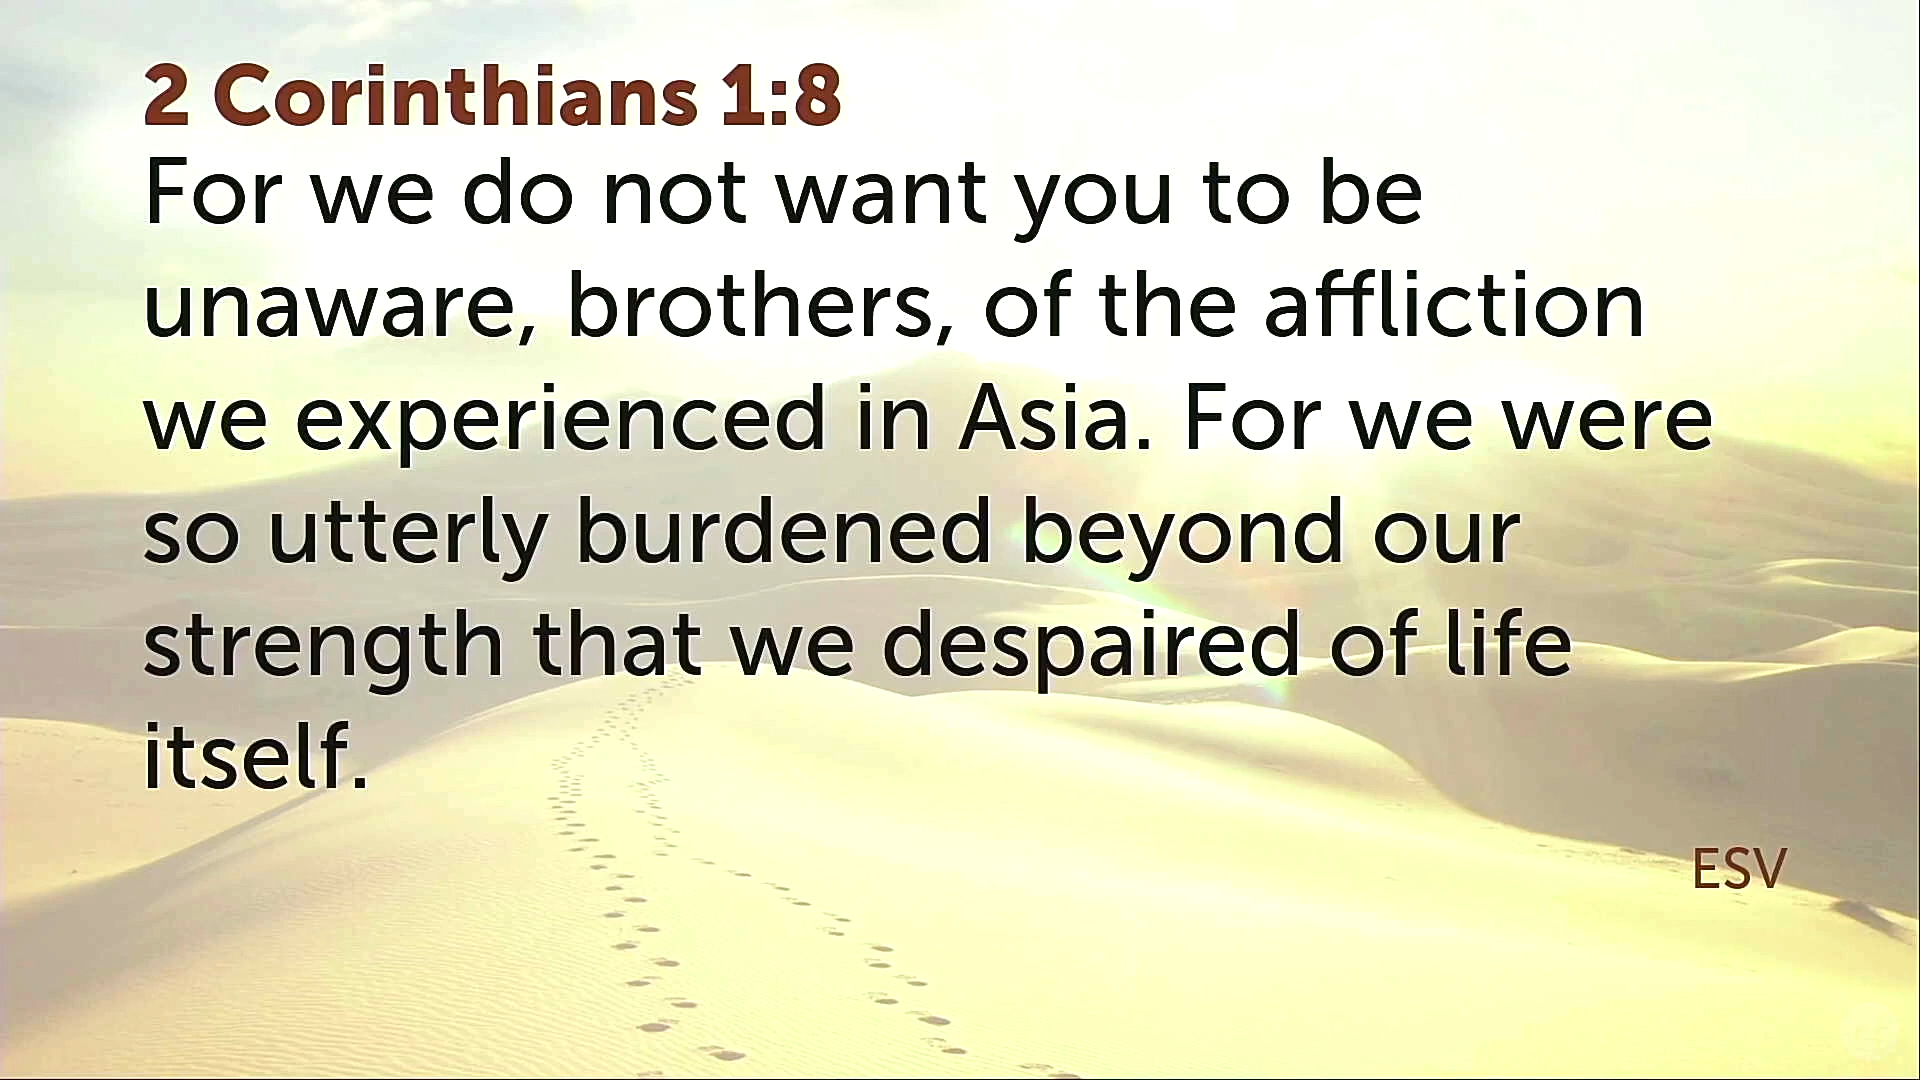 2 Corinthians 1:8
For we do not want you to be
unaware, brothers, of the affliction
we experienced in Asia. For we were
so utterly burdened beyond our
strength that we despaired of life
itself.
ESV